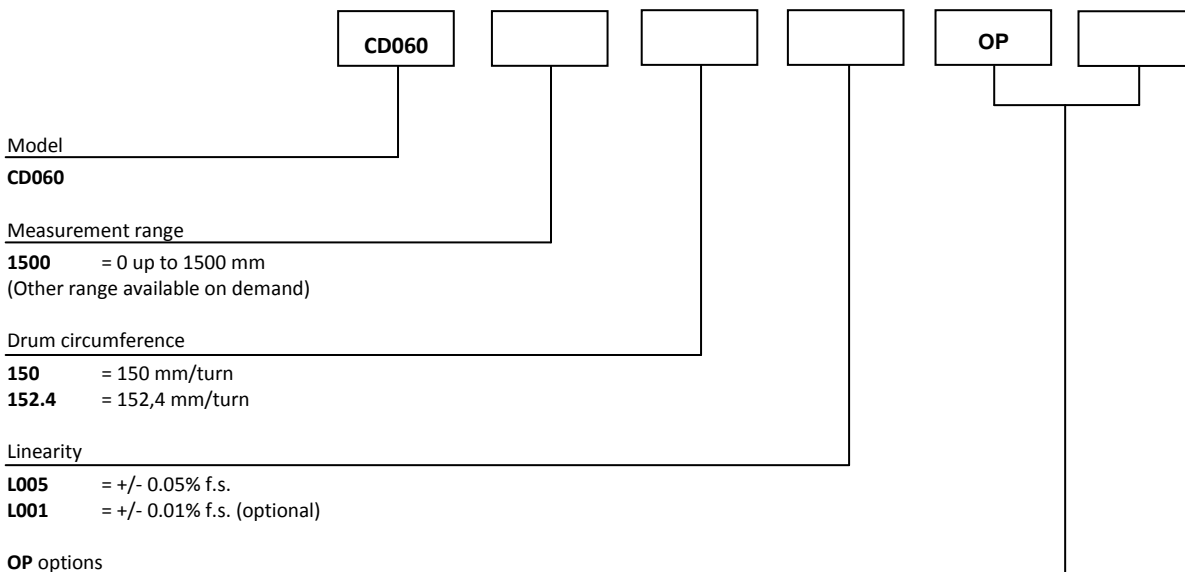 CD060 OP
Model
CD060
Measurement range
1500 = 0 up to 1500 mm
(Other range available on demand)
Drum circumference
150 = 150 mm/turn
152.4 = 152,4 mm/turn
Linearity
L005 = +/- 0.05% f.s.
L001 = +/- 0.01% f.s. (optional)
OP options